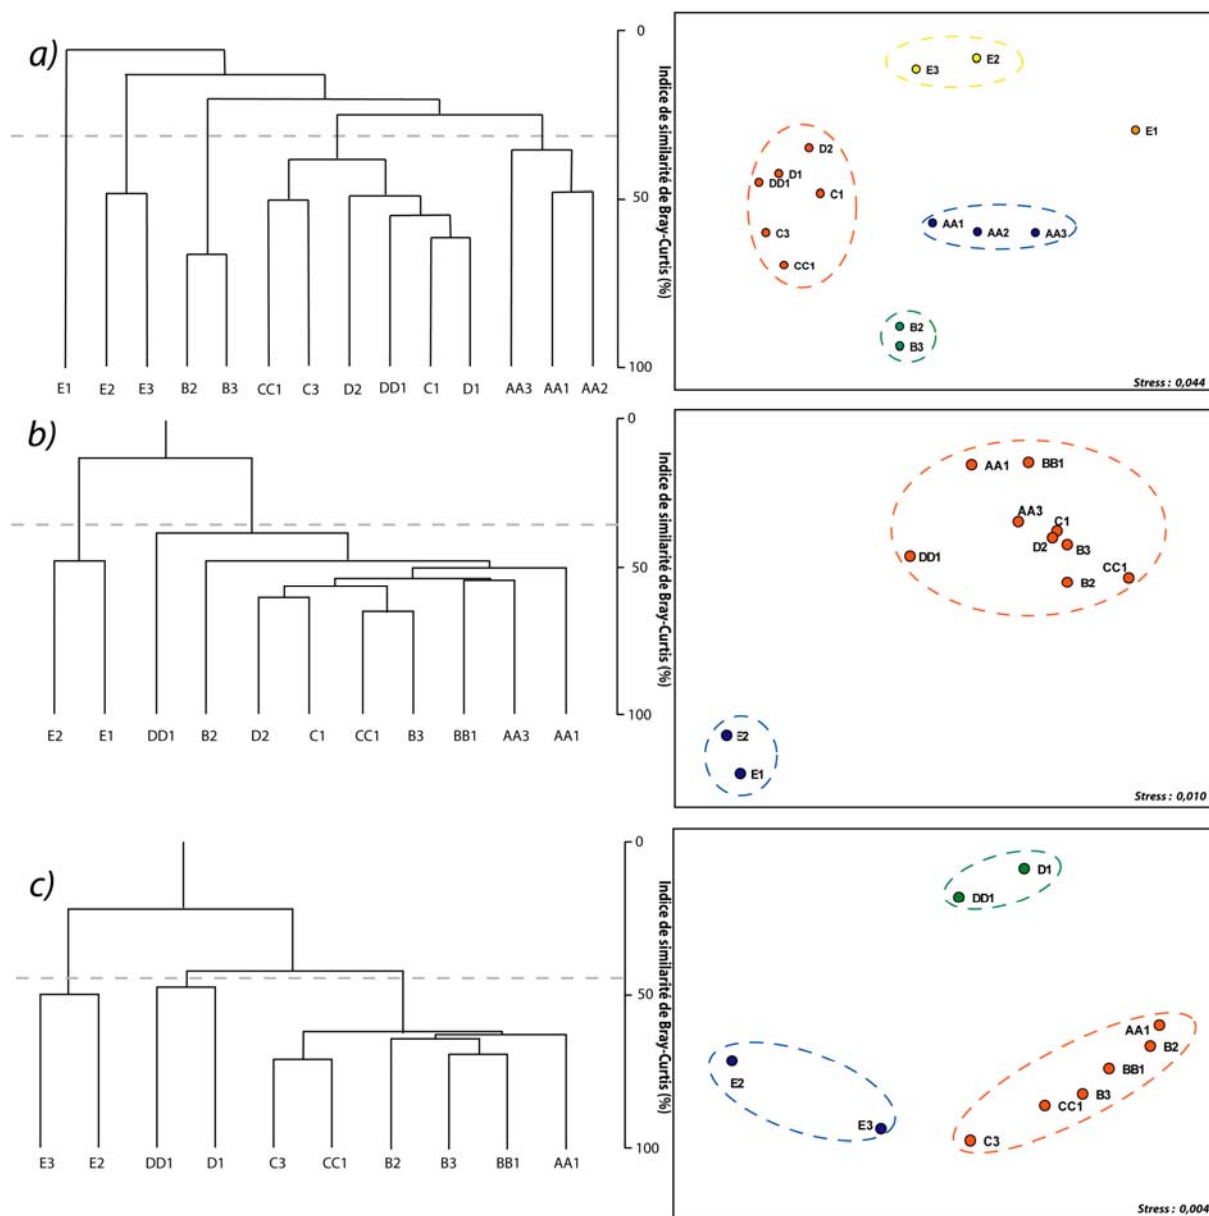 a)
0
50
100
E1 E2 E3 B2 B3 CC1 C3 D2 DD1 C1 D1 AA3 AA1 AA2
Indice de similarité de Bray-Curtis (%)
E3 E2
E1
D2
D1
DD1
C1
C3
CC1
AA1 AA2 AA3
B2
B3
Stress : 0,044
b)
0
50
100
E2 E1 DD1 B2 D2 C1 CC1 B3 BB1 AA3 AA1
Indice de similarité de Bray-Curtis (%)
AA1 BB1
AA3
C1
D2
B3
DD1
CC1
B2
E2
E1
Stress : 0,010
c)
0
50
100
E3 E2 DD1 D1 C3 CC1 B2 B3 BB1 AA1
Indice de similarité de Bray-Curtis (%)
D1
DD1
AA1
B2
BB1
B3
CC1
C3
E2
E3
Stress : 0,004